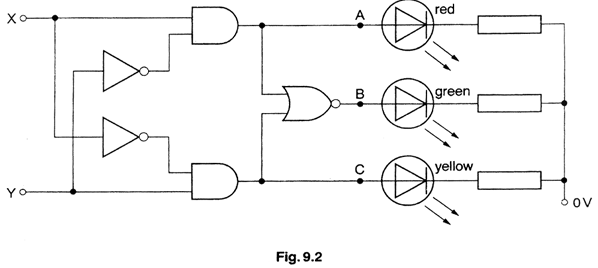 red
X
A
green
B
yellow
C
Y
0 V
Fig. 9.2